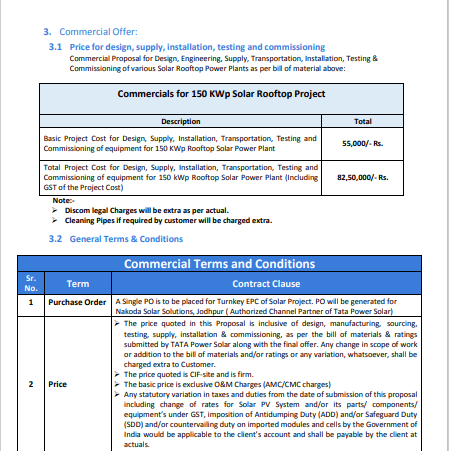 3. Commercial Offer:
3.1 Price for design, supply, installation, testing and commissioning
Commercial Proposal for Design, Engineering, Supply, Transportation, Installation, Testing &
Commissioning of various Solar Rooftop Power Plants as per bill of material above:
Commercials for 150 KWp Solar Rooftop Project
Description Total
Basic Project Cost for Design, Supply, Installation, Transportation, Testing and
Commissioning of equipment for 150 KWp Rooftop Solar Power Plant
55,000/- Rs.
Total Project Cost for Design, Supply, Installation, Transportation, Testing and
Commissioning of equipment for 150 kWp Rooftop Solar Power Plant (Including
GST of the Project Cost)
82,50,000/- Rs.
Note:-
➢ Discom legal Charges will be extra as per actual.
➢ Cleaning Pipes if required by customer will be charged extra.
3.2 General Terms & Conditions
Commercial Terms and Conditions
Sr.
No.
Term Contract Clause
1 Purchase Order
A Single PO is to be placed for Turnkey EPC of Solar Project. PO will be generated for
Nakoda Solar Solutions, Jodhpur ( Authorized Channel Partner of Tata Power Solar)
2 Price
➢ The price quoted in this Proposal is inclusive of design, manufacturing, sourcing,
testing, supply, installation & commissioning, as per the bill of materials & ratings
submitted by TATA Power Solar along with the final offer. Any change in scope of work
or addition to the bill of materials and/or ratings or any variation, whatsoever, shall be
charged extra to Customer.
➢ The price quoted is CIF-site and is firm.
➢ The basic price is exclusive O&M Charges (AMC/CMC charges)
➢ Any statutory variation in taxes and duties from the date of submission of this proposal
including change of rates for Solar PV System and/or its parts/ components/
equipment's under GST, imposition of Antidumping Duty (ADD) and/or Safeguard Duty
(SDD) and/or countervailing duty on imported modules and cells by the Government of
India would be applicable to the client's account and shall be payable by the client at
actuals.